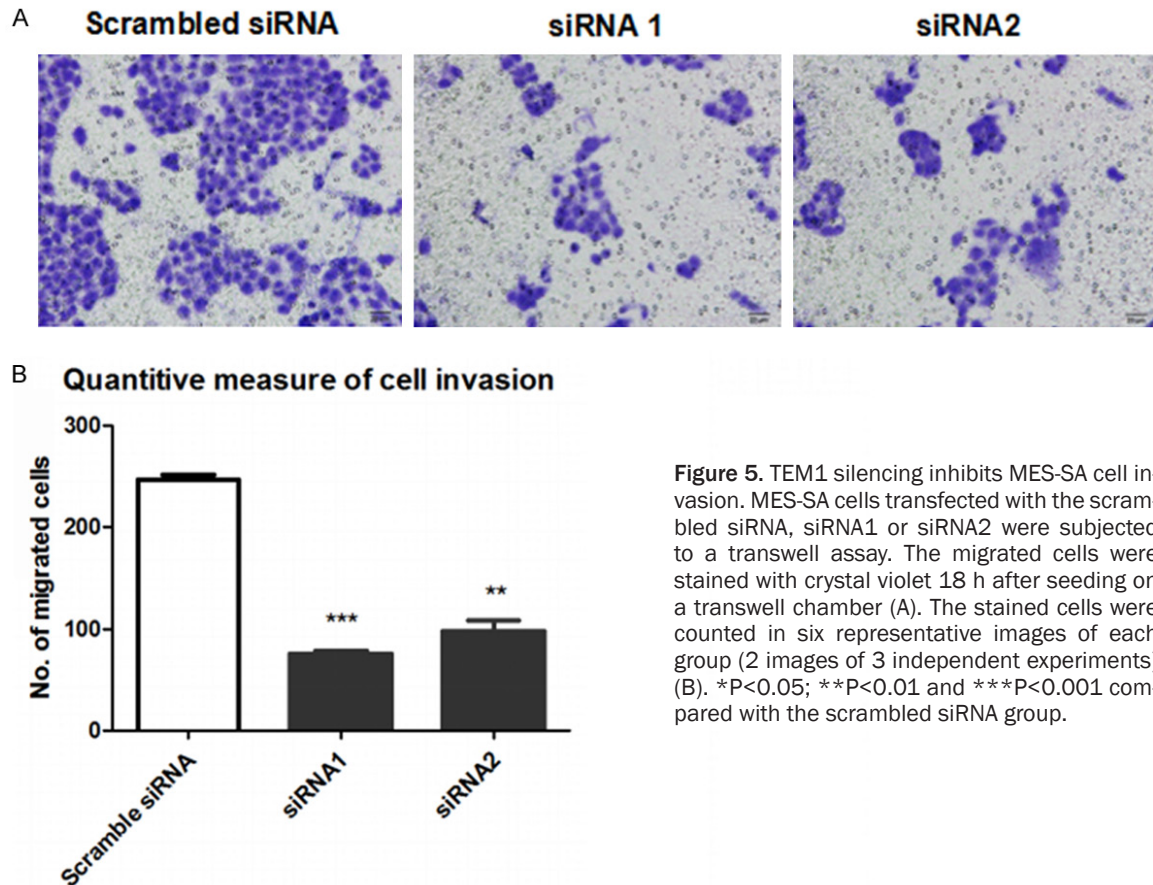 A
Scrambled siRNA
siRNA 1
siRNA2
B
Quantitive measure of cell invasion
No. of migrated cells
300
200
100
0
***
**
Scramble siRNA
siRNA1
siRNA2
Figure 5. TEM1 silencing inhibits MES-SA cell in-
vasion. MES-SA cells transfected with the scram-
bled siRNA, siRNA1 or siRNA2 were subjected
to a transwell assay. The migrated cells were
stained with crystal violet 18 h after seeding on
a transwell chamber (A). The stained cells were
counted in six representative images of each
group (2 images of 3 independent experiments)
(B). *P<0.05; **P<0.01 and ***P<0.001 com-
pared with the scrambled siRNA group.